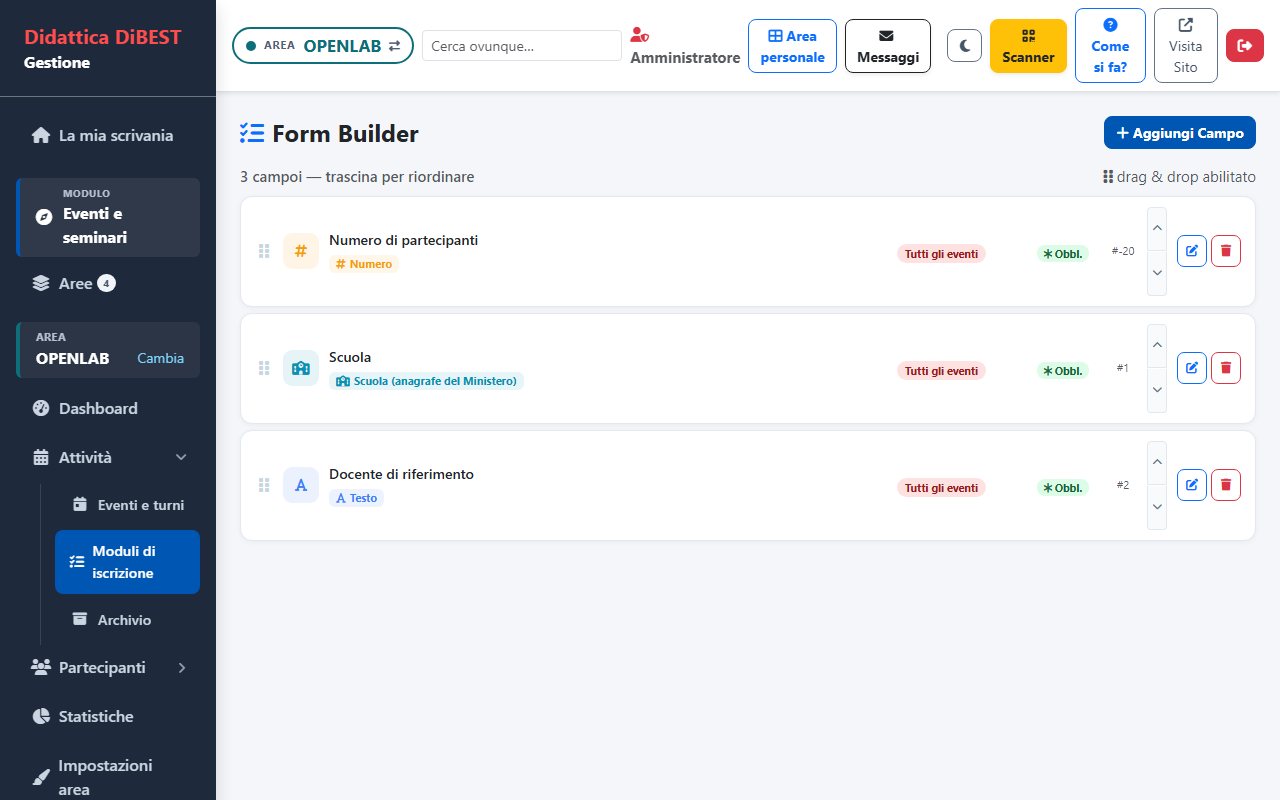 Didattica DiBEST
Gestione
AREA OPENLAB
Cerca ovunque...
Amministratore
Area personale
Messaggi
Scanner
Come si fa?
Visita Sito
La mia scrivania
MODULO
Eventi e seminari
Aree 4
AREA
OPENLAB Cambia
Dashboard
Attività
Eventi e turni
Moduli di iscrizione
Archivio
Partecipanti
Statistiche
Impostazioni area
Form Builder
Aggiungi Campo
3 campoi — trascina per riordinare
drag & drop abilitato
Numero di partecipanti
# Numero
Tutti gli eventi
Obbl.
#-20
Scuola
Scuola (anagrafe del Ministero)
Tutti gli eventi
Obbl.
#1
Docente di riferimento
A Testo
Tutti gli eventi
Obbl.
#2